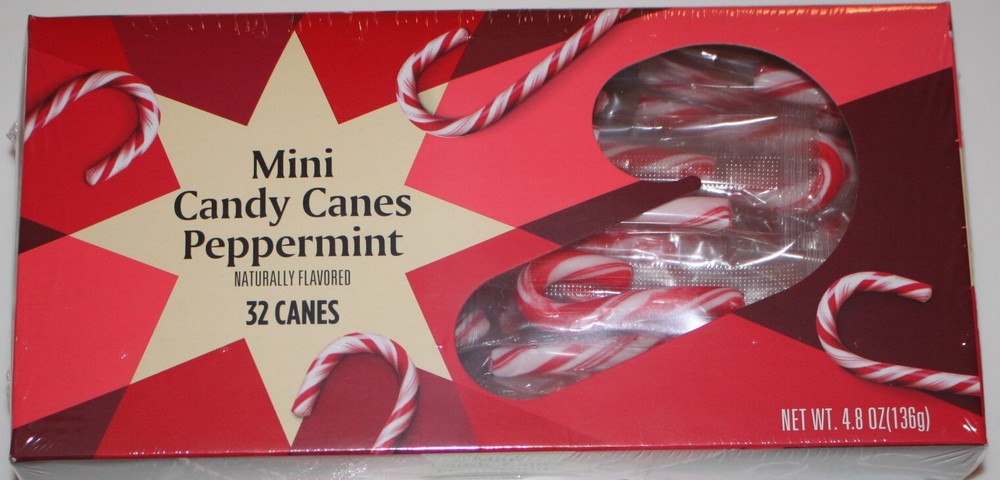 Mini
Candy Canes
Peppermint
NATURALLY FLAVORED
32 CANES
NET WT. 4.8 OZ(136g)